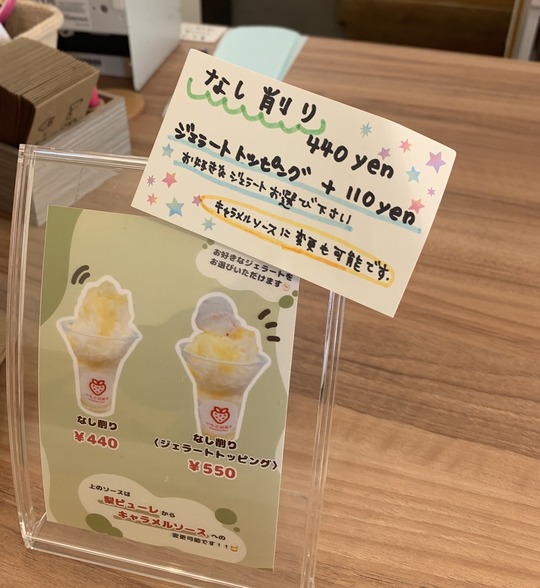 なし削り
440 yen
ジェラートトッピング + 110 yen
お好きなジェラートお選び下さい
キャラメルソースに変更も可能です.
お好きなジェラートを
お選びいただけます
なし削り
¥440
なし削り
〈ジェラートトッピング〉
¥550
上のソースは
梨ピューレから
キャラメルソースへの
変更可能です!!